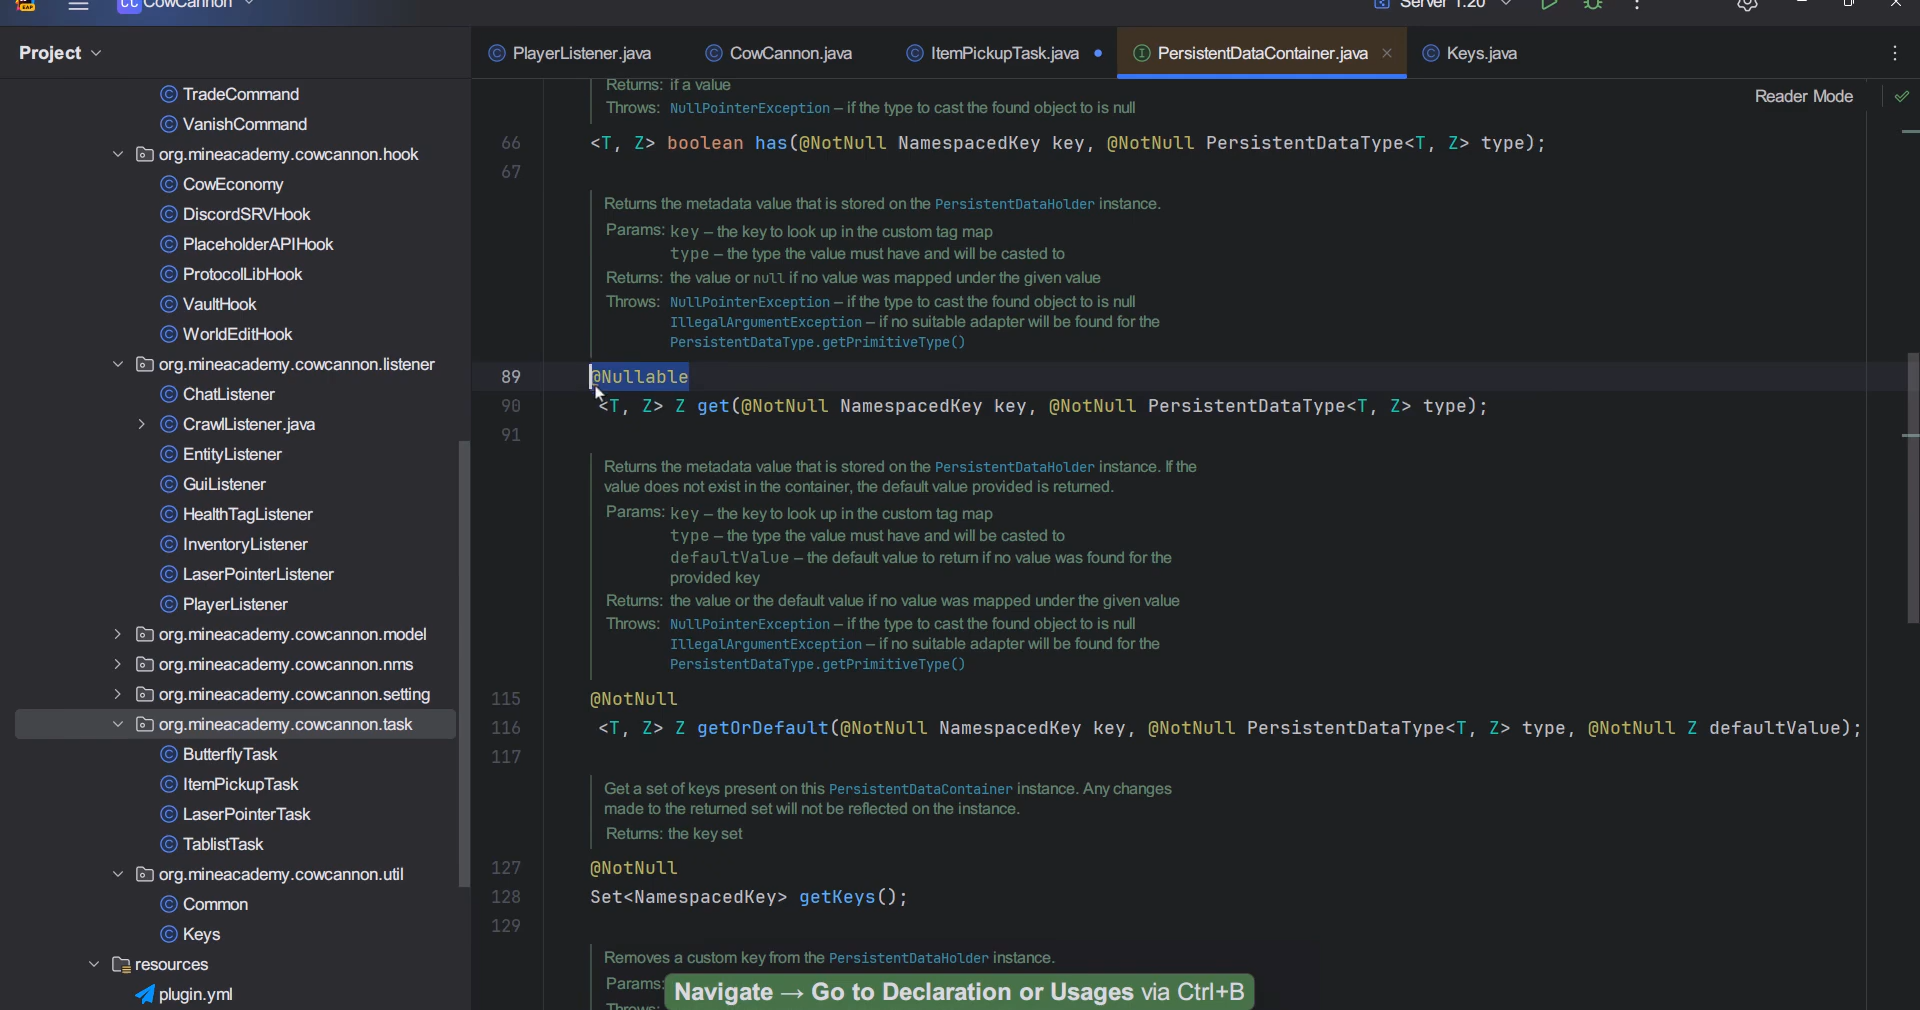 CowCannon
Server 1.20
Project
PlayerListener.java
CowCannon.java
ItemPickupTask.java
PersistentDataContainer.java
Keys.java
TradeCommand
VanishCommand
org.mineacademy.cowcannon.hook
CowEconomy
DiscordSRVHook
PlaceholderAPIHook
ProtocolLibHook
VaultHook
WorldEditHook
org.mineacademy.cowcannon.listener
ChatListener
CrawlListener.java
EntityListener
GuiListener
HealthTagListener
InventoryListener
LaserPointerListener
PlayerListener
org.mineacademy.cowcannon.model
org.mineacademy.cowcannon.nms
org.mineacademy.cowcannon.setting
org.mineacademy.cowcannon.task
ButterflyTask
ItemPickupTask
LaserPointerTask
TablistTask
org.mineacademy.cowcannon.util
Common
Keys
resources
plugin.yml
Reader Mode
Returns: if a value
Throws: NullPointerException – if the type to cast the found object to is null
66 <T, Z> boolean has(@NotNull NamespacedKey key, @NotNull PersistentDataType<T, Z> type);
67
Returns the metadata value that is stored on the PersistentDataHolder instance.
Params: key – the key to look up in the custom tag map
type – the type the value must have and will be casted to
Returns: the value or null if no value was mapped under the given value
Throws: NullPointerException – if the type to cast the found object to is null
IllegalArgumentException – if no suitable adapter will be found for the
PersistentDataType.getPrimitiveType()
89 @Nullable
90 <T, Z> Z get(@NotNull NamespacedKey key, @NotNull PersistentDataType<T, Z> type);
91
Returns the metadata value that is stored on the PersistentDataHolder instance. If the
value does not exist in the container, the default value provided is returned.
Params: key – the key to look up in the custom tag map
type – the type the value must have and will be casted to
defaultValue – the default value to return if no value was found for the
provided key
Returns: the value or the default value if no value was mapped under the given value
Throws: NullPointerException – if the type to cast the found object to is null
IllegalArgumentException – if no suitable adapter will be found for the
PersistentDataType.getPrimitiveType()
115 @NotNull
116 <T, Z> Z getOrDefault(@NotNull NamespacedKey key, @NotNull PersistentDataType<T, Z> type, @NotNull Z defaultValue);
117
Get a set of keys present on this PersistentDataContainer instance. Any changes
made to the returned set will not be reflected on the instance.
Returns: the key set
127 @NotNull
128 Set<NamespacedKey> getKeys();
129
Removes a custom key from the PersistentDataHolder instance.
Params:
Throws:
Navigate → Go to Declaration or Usages via Ctrl+B